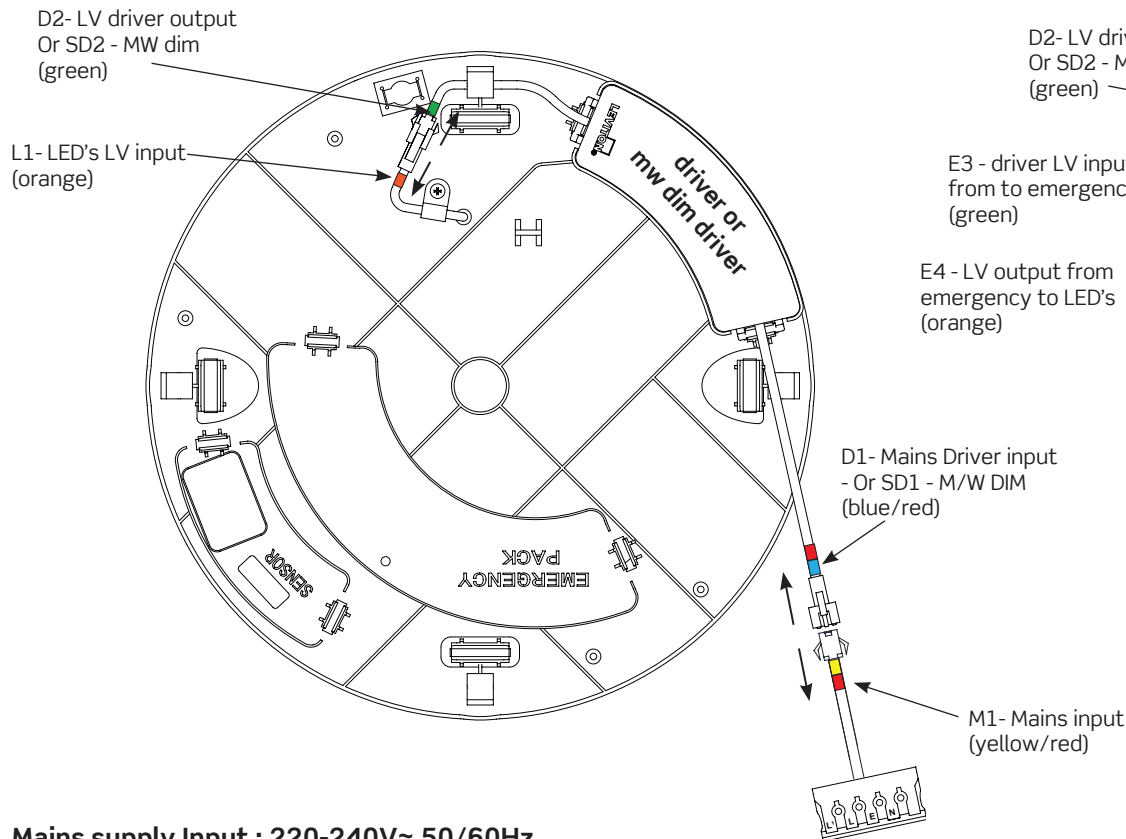 D2- LV driver output
Or SD2 - MW dim
(green)
L1- LED's LV input
(orange)
LEVITON®
driver or
mw dim driver
H
D2- LV driv
Or SD2 - M
(green)
E3 - driver LV inpu
from to emergenc
(green)
E4 - LV output from
emergency to LED's
(orange)
D1- Mains Driver input
- Or SD1 - M/W DIM
(blue/red)
SENSOR
EMERGENCY
PACK
M1- Mains input
(yellow/red)
L' L E N
Mains supply Input : 220-240V~ 50/60Hz